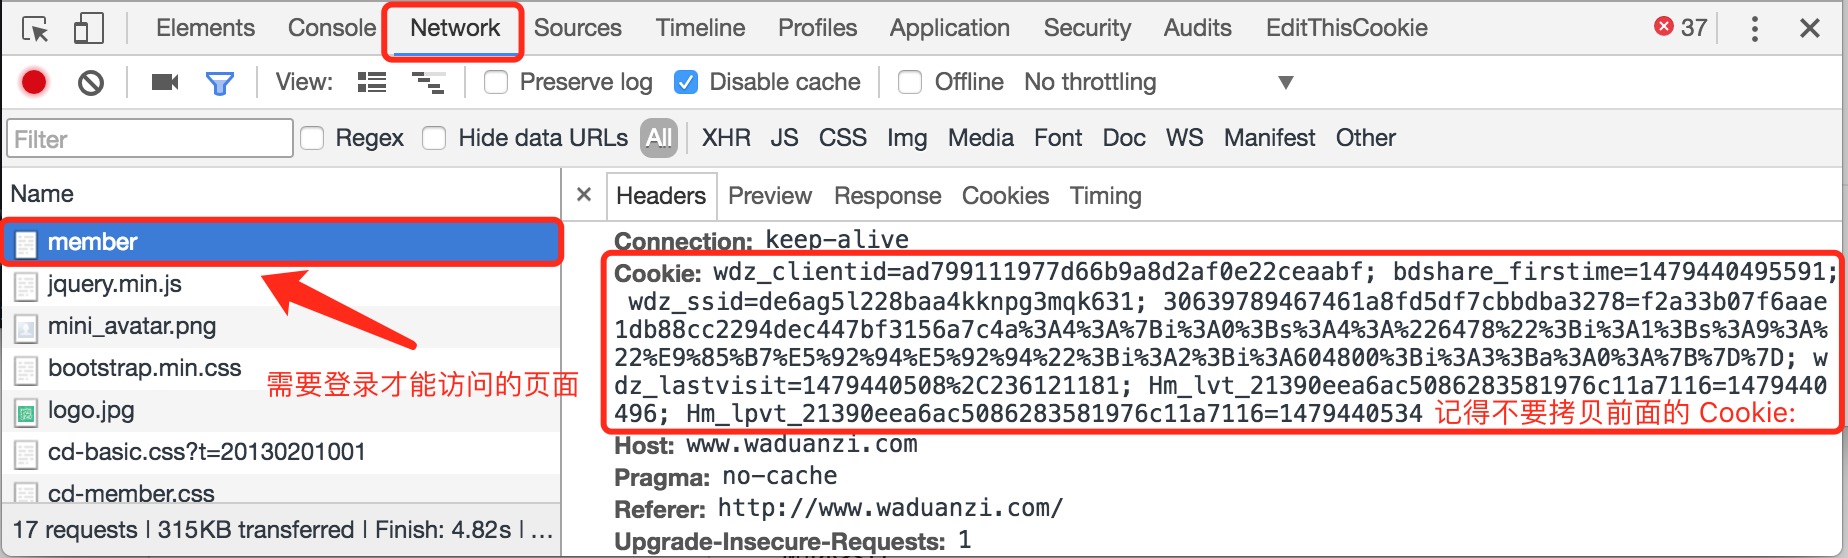 Elements Console Network Sources Timeline Profiles Application Security Audits EditThisCookie 37
View: Preserve log Disable cache Offline No throttling
Filter Regex Hide data URLs All XHR JS CSS Img Media Font Doc WS Manifest Other
Name
member
jquery.min.js
mini_avatar.png
bootstrap.min.css
需要登录才能访问的页面
logo.jpg
cd-basic.css?t=20130201001
cd-member.css
17 requests | 315KB transferred | Finish: 4.82s | ...
Headers Preview Response Cookies Timing
Connection: keep-alive
Cookie: wdz_clientid=ad799111977d66b9a8d2af0e22ceaabf; bdshare_firstime=1479440495591;
wdz_ssid=de6ag5l228baa4kknpg3mqk631; 30639789467461a8fd5df7cbbdba3278=f2a33b07f6aae
1db88cc2294dec447bf3156a7c4a%3A4%3A%7Bi%3A0%3Bs%3A4%3A%226478%22%3Bi%3A1%3Bs%3A9%3A%
22%E9%85%B7%E5%92%94%E5%92%94%22%3Bi%3A2%3Bi%3A604800%3Bi%3A3%3Ba%3A0%3A%7B%7D%7D; w
dz_lastvisit=1479440508%2C236121181; Hm_lvt_21390eea6ac5086283581976c11a7116=1479440
496; Hm_lpvt_21390eea6ac5086283581976c11a7116=1479440534 记得不要拷贝前面的 Cookie:
Host: www.waduanzi.com
Pragma: no-cache
Referer: http://www.waduanzi.com/
Upgrade-Insecure-Requests: 1